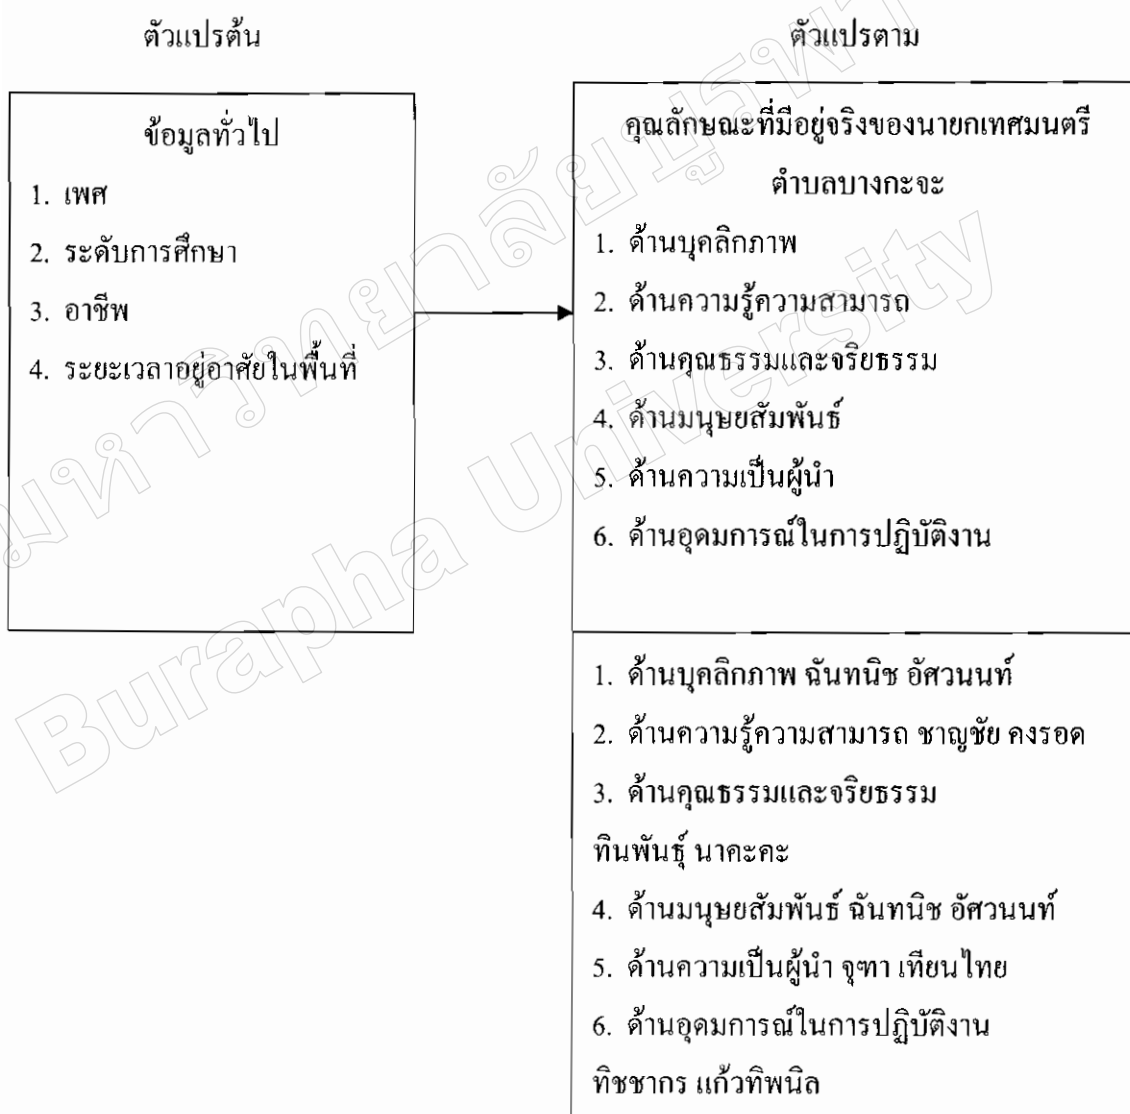 ตัวแปรต้น
ตัวแปรตาม
ข้อมูลทั่วไป
1. เพศ
2. ระดับการศึกษา
3. อาชีพ
4. ระยะเวลาอยู่อาศัยในพื้นที่
คุณลักษณะที่มีอยู่จริงของนายกเทศมนตรี
ตำบลบางกะจะ
1. ด้านบุคลิกภาพ
2. ด้านความรู้ความสามารถ
3. ด้านคุณธรรมและจริยธรรม
4. ด้านมนุษยสัมพันธ์
5. ด้านความเป็นผู้นำ
6. ด้านอุดมการณ์ในการปฏิบัติงาน
1. ด้านบุคลิกภาพ ฉันทนิช อัศวนนท์
2. ด้านความรู้ความสามารถ ชาญชัย คงรอด
3. ด้านคุณธรรมและจริยธรรม
ทินพันธุ์ นาคะคะ
4. ด้านมนุษยสัมพันธ์ ฉันทนิช อัศวนนท์
5. ด้านความเป็นผู้นำ จุฑา เทียนไทย
6. ด้านอุดมการณ์ในการปฏิบัติงาน
ทิชชากร แก้วทิพนิล
มหาวิทยาลัยบูรพา
Burapha University